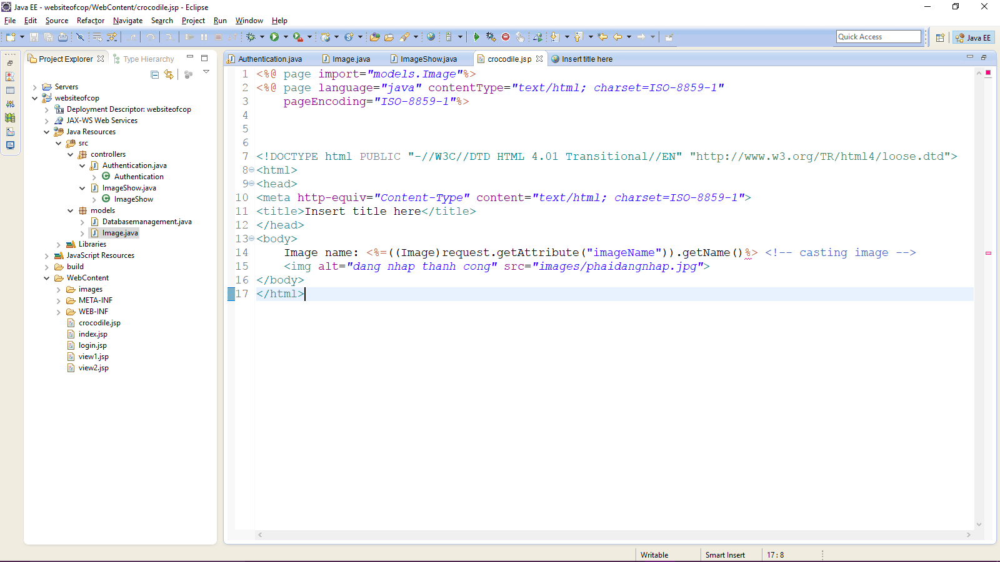 Java EE - websiteofcop/WebContent/crocodile.jsp - Eclipse
File Edit Source Refactor Navigate Search Project Run Window Help
Quick Access
Java EE
Project Explorer
Type Hierarchy
Servers
websiteofcop
Deployment Descriptor: websiteofcop
JAX-WS Web Services
Java Resources
src
controllers
Authentication.java
Authentication
ImageShow.java
ImageShow
models
Databasemanagement.java
Image.java
Libraries
JavaScript Resources
build
WebContent
images
META-INF
WEB-INF
crocodile.jsp
index.jsp
login.jsp
view1.jsp
view2.jsp
Authentication.java
Image.java
ImageShow.java
crocodile.jsp
Insert title here
1 <%@ page import="models.Image"%>
2 <%@ page language="java" contentType="text/html; charset=ISO-8859-1"
3     pageEncoding="ISO-8859-1"%>
4
5
6
7 <!DOCTYPE html PUBLIC "-//W3C//DTD HTML 4.01 Transitional//EN" "http://www.w3.org/TR/html4/loose.dtd">
8 <html>
9 <head>
10 <meta http-equiv="Content-Type" content="text/html; charset=ISO-8859-1">
11 <title>Insert title here</title>
12 </head>
13 <body>
14     Image name: <%=((Image)request.getAttribute("imageName")).getName()%> <!-- casting image -->
15     <img alt="dang nhap thanh cong" src="images/phaidangnhap.jpg">
16 </body>
17 </html>
Writable
Smart Insert
17 : 8